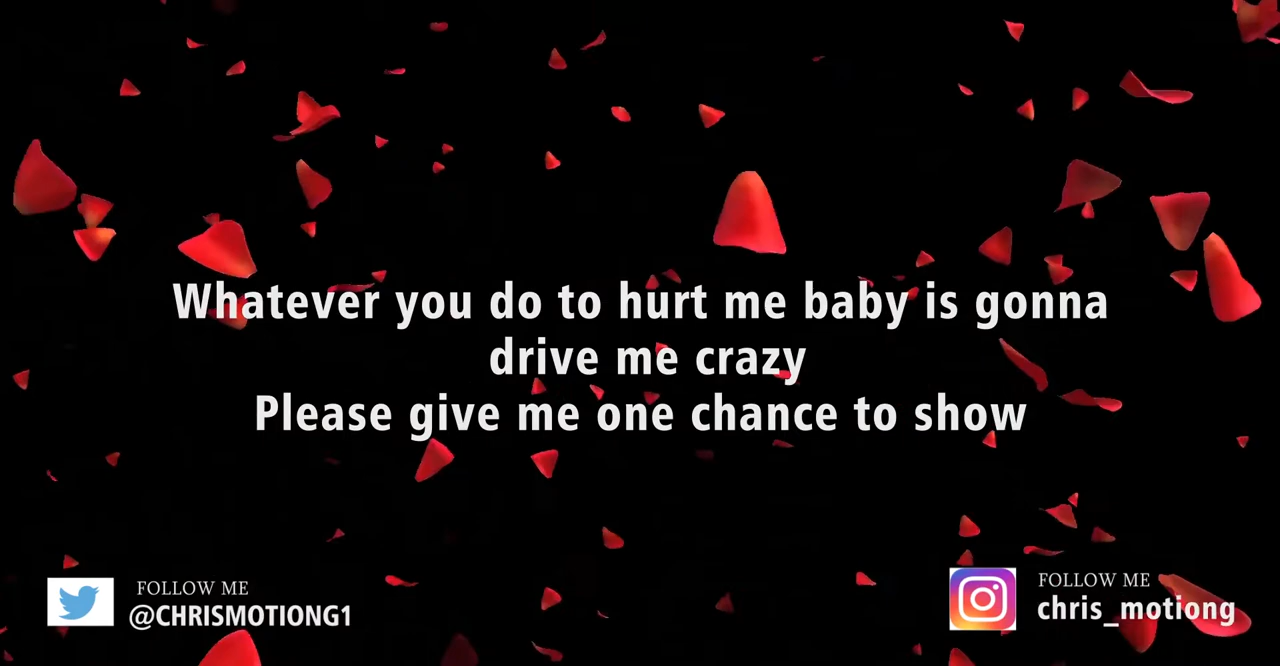 Whatever you do to hurt me baby is gonna
drive me crazy
Please give me one chance to show
FOLLOW ME
@CHRISMOTIONG1
FOLLOW ME
chris_motiong